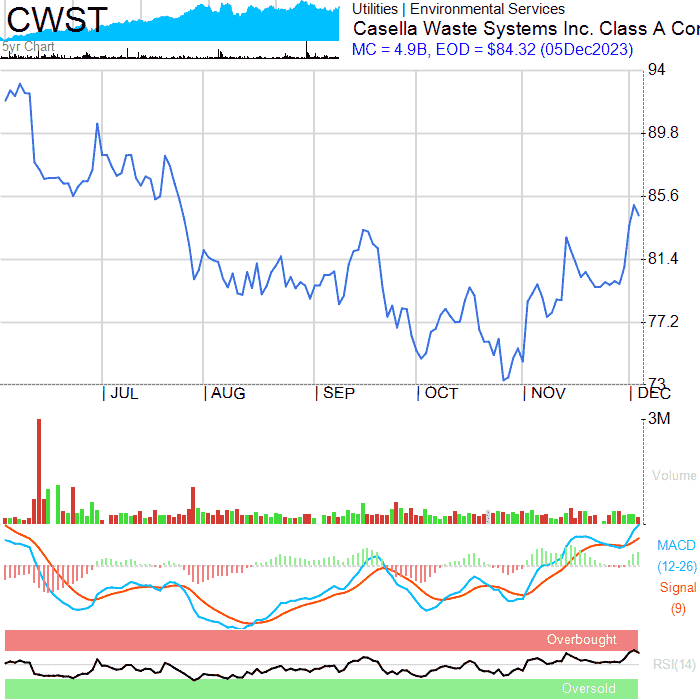 CWST
5yr Chart
Utilities | Environmental Services
Casella Waste Systems Inc. Class A Cor
MC = 4.9B, EOD = $84.32 (05Dec2023)
94
89.8
85.6
81.4
77.2
73
JUL
AUG
SEP
OCT
NOV
DEC
3M
Volume
MACD
(12-26)
Signal
(9)
Overbought
RSI(14)
Oversold